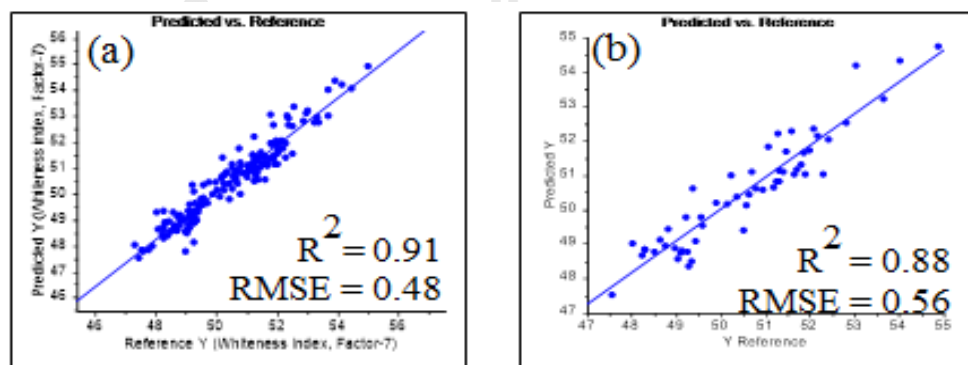 Predicted vs. Reference
(a)
Predicted Y (Whiteness index, Factor-7)
56
55
54
53
52
51
50
49
48
47
46
R2 = 0.91
RMSE = 0.48
46 48 50 52 54 56
Reference Y (Whiteness Index, Factor-7)
Predicted vs. Reference
(b)
Predicted Y
55
54
53
52
51
50
49
48
47
R2 = 0.88
RMSE = 0.56
47 48 49 50 51 52 53 54 55
Y Reference